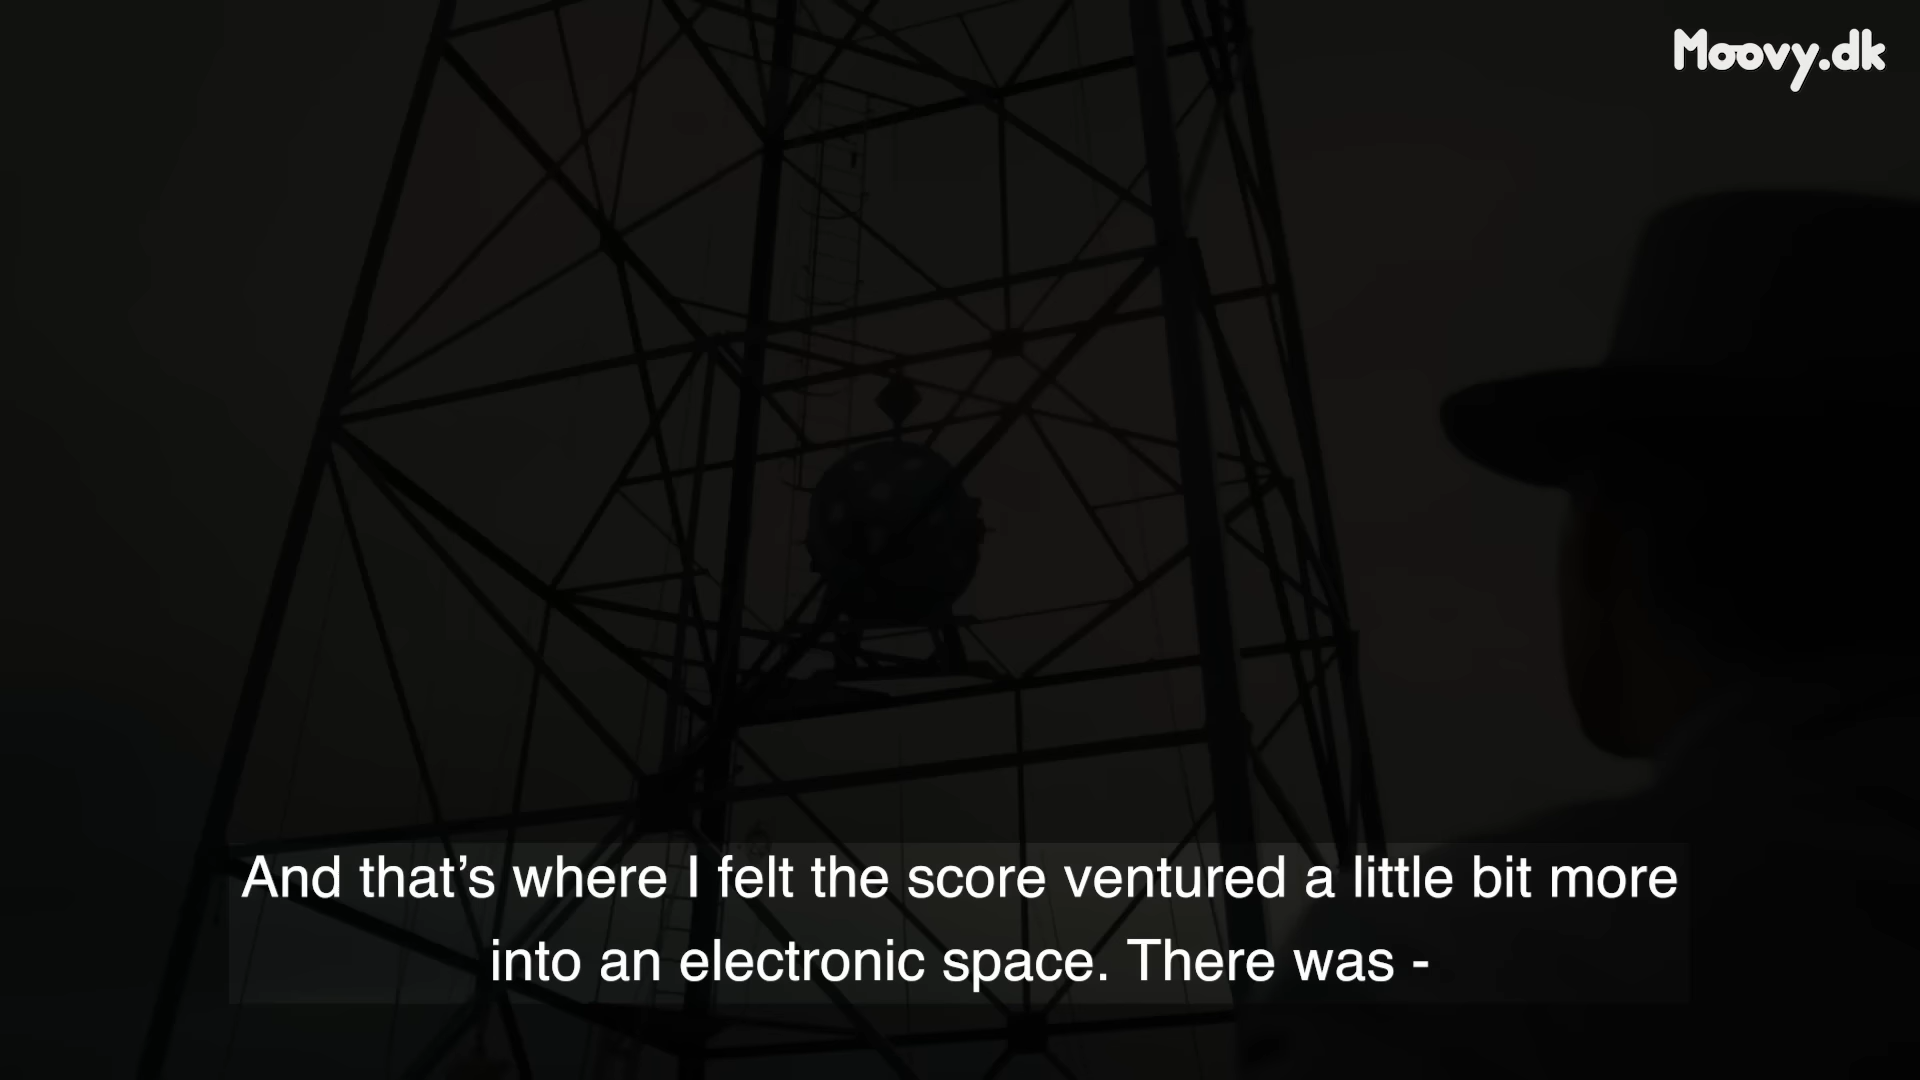 Moovy.dk
And that’s where I felt the score ventured a little bit more
into an electronic space. There was -